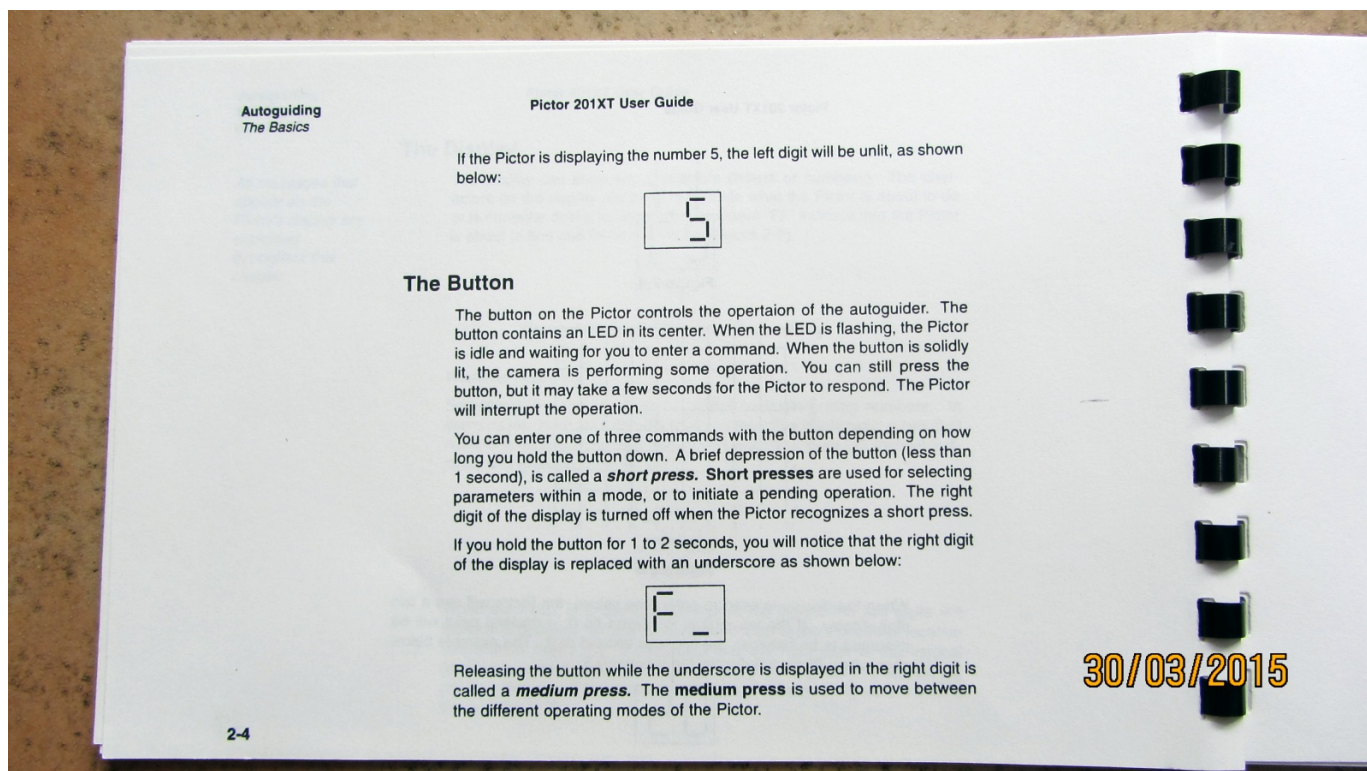 Autoguiding
The Basics
Pictor 201XT User Guide
If the Pictor is displaying the number 5, the left digit will be unlit, as shown
below:
5
The Button
The button on the Pictor controls the opertaion of the autoguider. The
button contains an LED in its center. When the LED is flashing, the Pictor
is idle and waiting for you to enter a command. When the button is solidly
lit, the camera is performing some operation. You can still press the
button, but it may take a few seconds for the Pictor to respond. The Pictor
will interrupt the operation.
You can enter one of three commands with the button depending on how
long you hold the button down. A brief depression of the button (less than
1 second), is called a short press. Short presses are used for selecting
parameters within a mode, or to initiate a pending operation. The right
digit of the display is turned off when the Pictor recognizes a short press.
If you hold the button for 1 to 2 seconds, you will notice that the right digit
of the display is replaced with an underscore as shown below:
F _
Releasing the button while the underscore is displayed in the right digit is
called a medium press. The medium press is used to move between
the different operating modes of the Pictor.
2-4
30/03/2015